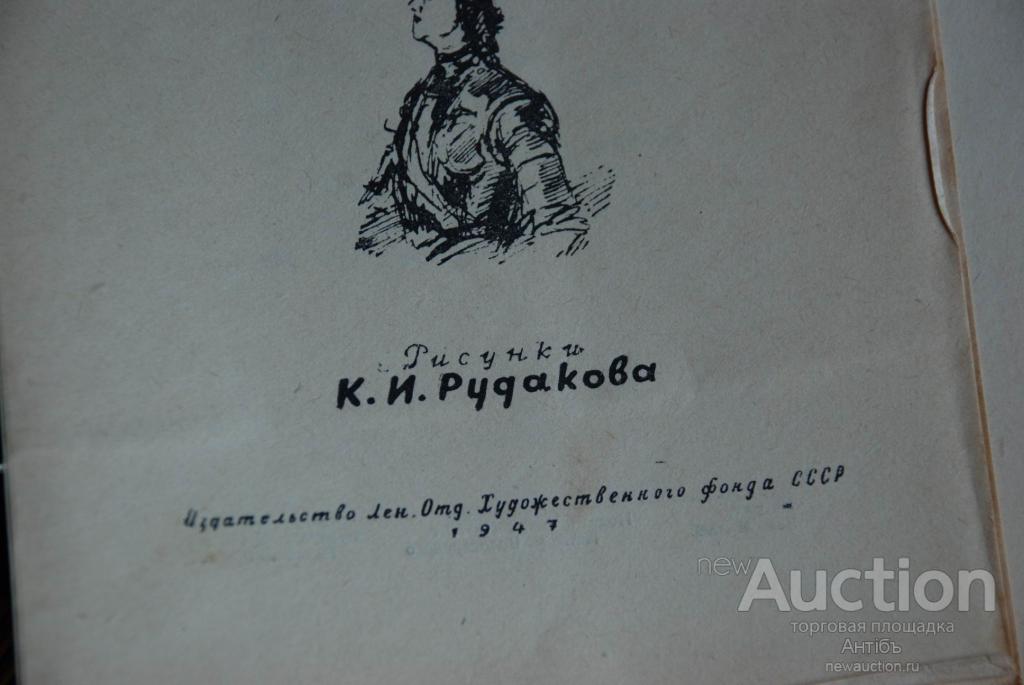 Рисунки
К. И. Рудакова
Издательство Лен. Отд. Художественного фонда СССР
1947
newAuction
торговая площадка
Антiбъ
newauction.ru